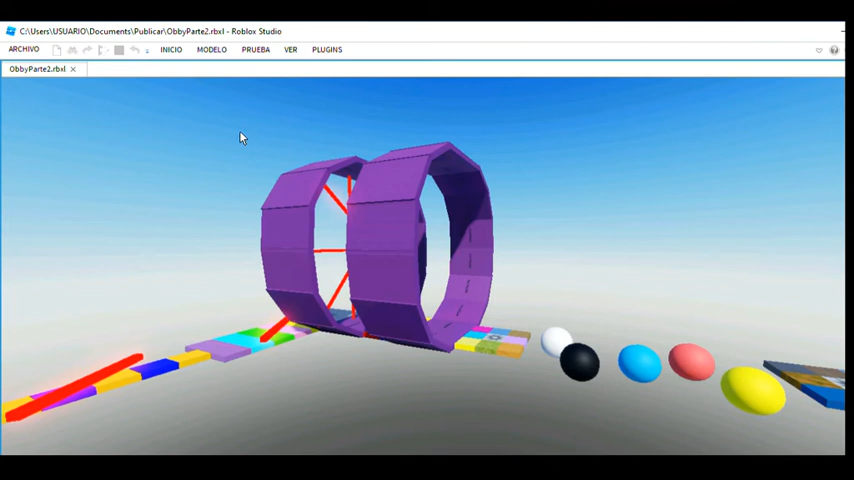 C:\Users\USUARIO\Documents\Publicar\ObbyParte2.rbxl - Roblox Studio
ARCHIVO INICIO MODELO PRUEBA VER PLUGINS
ObbyParte2.rbxl